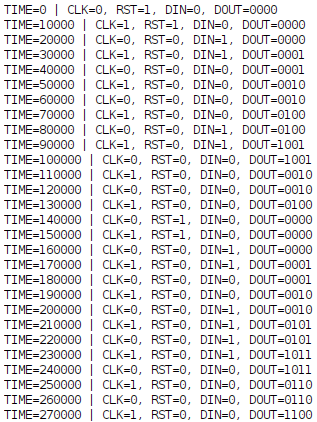 TIME=0 | CLK=0, RST=1, DIN=0, DOUT=0000
TIME=10000 | CLK=1, RST=1, DIN=0, DOUT=0000
TIME=20000 | CLK=0, RST=0, DIN=1, DOUT=0000
TIME=30000 | CLK=1, RST=0, DIN=1, DOUT=0001
TIME=40000 | CLK=0, RST=0, DIN=0, DOUT=0001
TIME=50000 | CLK=1, RST=0, DIN=0, DOUT=0010
TIME=60000 | CLK=0, RST=0, DIN=0, DOUT=0010
TIME=70000 | CLK=1, RST=0, DIN=0, DOUT=0100
TIME=80000 | CLK=0, RST=0, DIN=1, DOUT=0100
TIME=90000 | CLK=1, RST=0, DIN=1, DOUT=1001
TIME=100000 | CLK=0, RST=0, DIN=0, DOUT=1001
TIME=110000 | CLK=1, RST=0, DIN=0, DOUT=0010
TIME=120000 | CLK=0, RST=0, DIN=0, DOUT=0010
TIME=130000 | CLK=1, RST=0, DIN=0, DOUT=0100
TIME=140000 | CLK=0, RST=1, DIN=0, DOUT=0000
TIME=150000 | CLK=1, RST=1, DIN=0, DOUT=0000
TIME=160000 | CLK=0, RST=0, DIN=1, DOUT=0000
TIME=170000 | CLK=1, RST=0, DIN=1, DOUT=0001
TIME=180000 | CLK=0, RST=0, DIN=0, DOUT=0001
TIME=190000 | CLK=1, RST=0, DIN=0, DOUT=0010
TIME=200000 | CLK=0, RST=0, DIN=1, DOUT=0010
TIME=210000 | CLK=1, RST=0, DIN=1, DOUT=0101
TIME=220000 | CLK=0, RST=0, DIN=1, DOUT=0101
TIME=230000 | CLK=1, RST=0, DIN=1, DOUT=1011
TIME=240000 | CLK=0, RST=0, DIN=0, DOUT=1011
TIME=250000 | CLK=1, RST=0, DIN=0, DOUT=0110
TIME=260000 | CLK=0, RST=0, DIN=0, DOUT=0110
TIME=270000 | CLK=1, RST=0, DIN=0, DOUT=1100